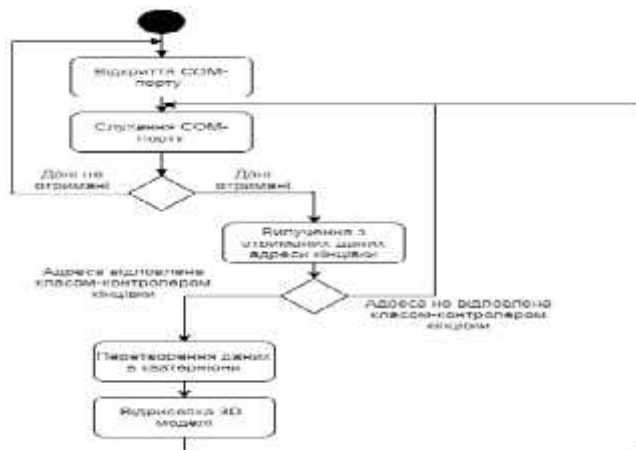 Відкриття COM-
порту
Слухання COM-
порту
Дані не
отримані
Дані
отримані
Вилучення з
отриманих даних
адреси кінцівки
Адреса відловлена
класом-контролером
кінцівки
Адреса не відловлена
класом-контролером
кінцівки
Перетворення даних
в кватерніони
Відрисовка 3D
моделі